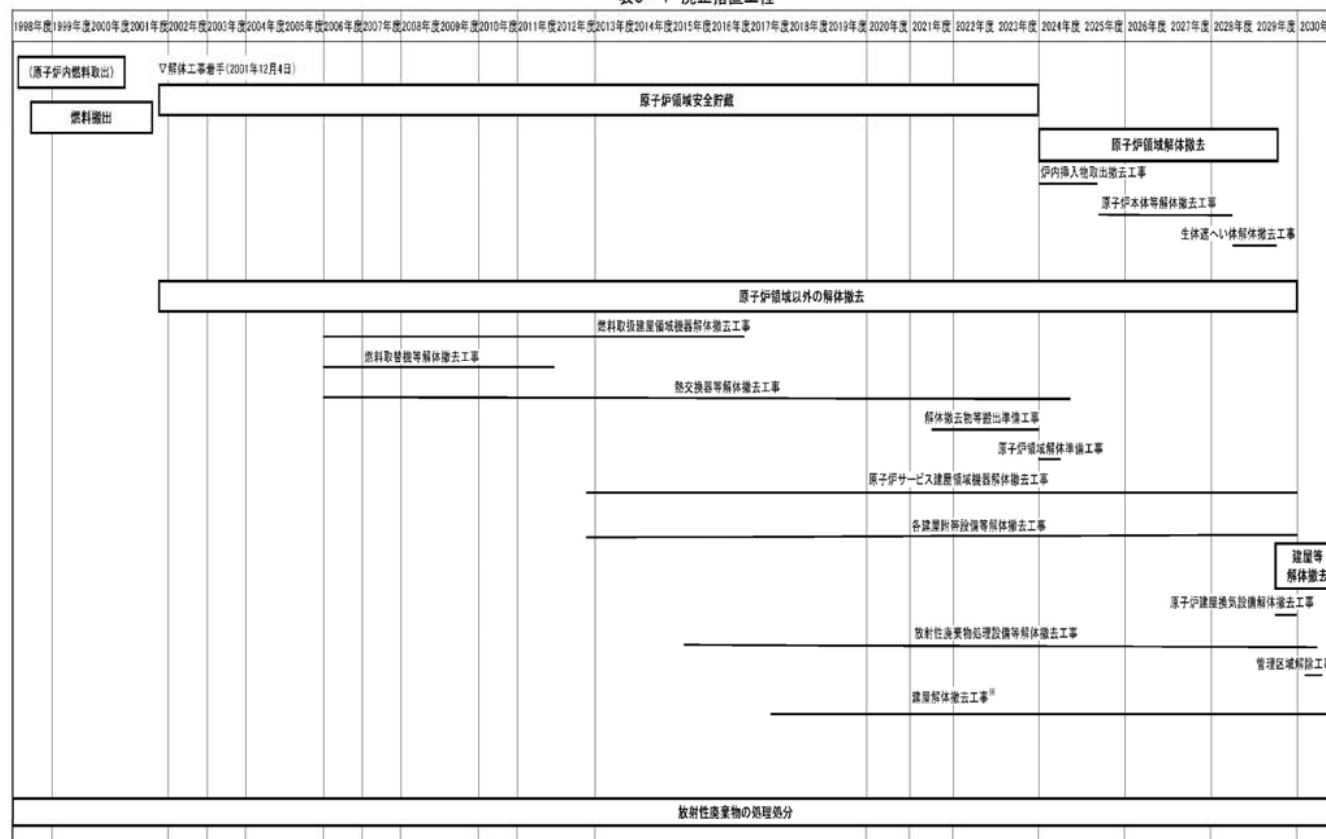 1998年度1999年度2000年度2001年度2002年度2003年度2004年度2005年度2006年度2007年度2008年度2009年度2010年度2011年度2012年度2013年度2014年度2015年度2016年度2017年度2018年度2019年度2020年度2021年度2022年度 2023年度2024年度 2025年度2026年度 2027年度2028年度 2029年度2030年
(原子炉内燃料取出)
▽解体工事着手(2001年12月4日)
原子炉領域安全貯蔵
燃料搬出
原子炉領域解体撤去
炉内挿入物取出撤去工事
原子炉本体等解体撤去工事
生体遮へい体解体撤去工事
原子炉領域以外の解体撤去
燃料取扱建屋領域機器解体撤去工事
燃料取替機等解体撤去工事
熱交換器等解体撤去工事
解体撤去物等搬出準備工事
原子炉領域解体準備工事
原子炉サービス建屋領域機器解体撤去工事
各建屋附帯設備等解体撤去工事
建屋等
解体撤去
原子炉建屋換気設備解体撤去工事
放射性廃棄物処理設備等解体撤去工事
管理区域解除工事
建屋解体撤去工事※
放射性廃棄物の処理処分